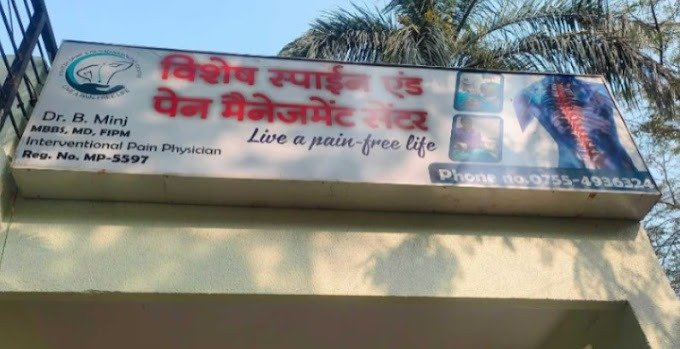 विशेष स्पाईन एंड
पेन मैनेजमेंट सेंटर
Live a pain-free life
Dr. B. Minj
MBBS, MD, FIPM
Interventional Pain Physician
Reg. No. MP-5597
Phone no.0755-4936324